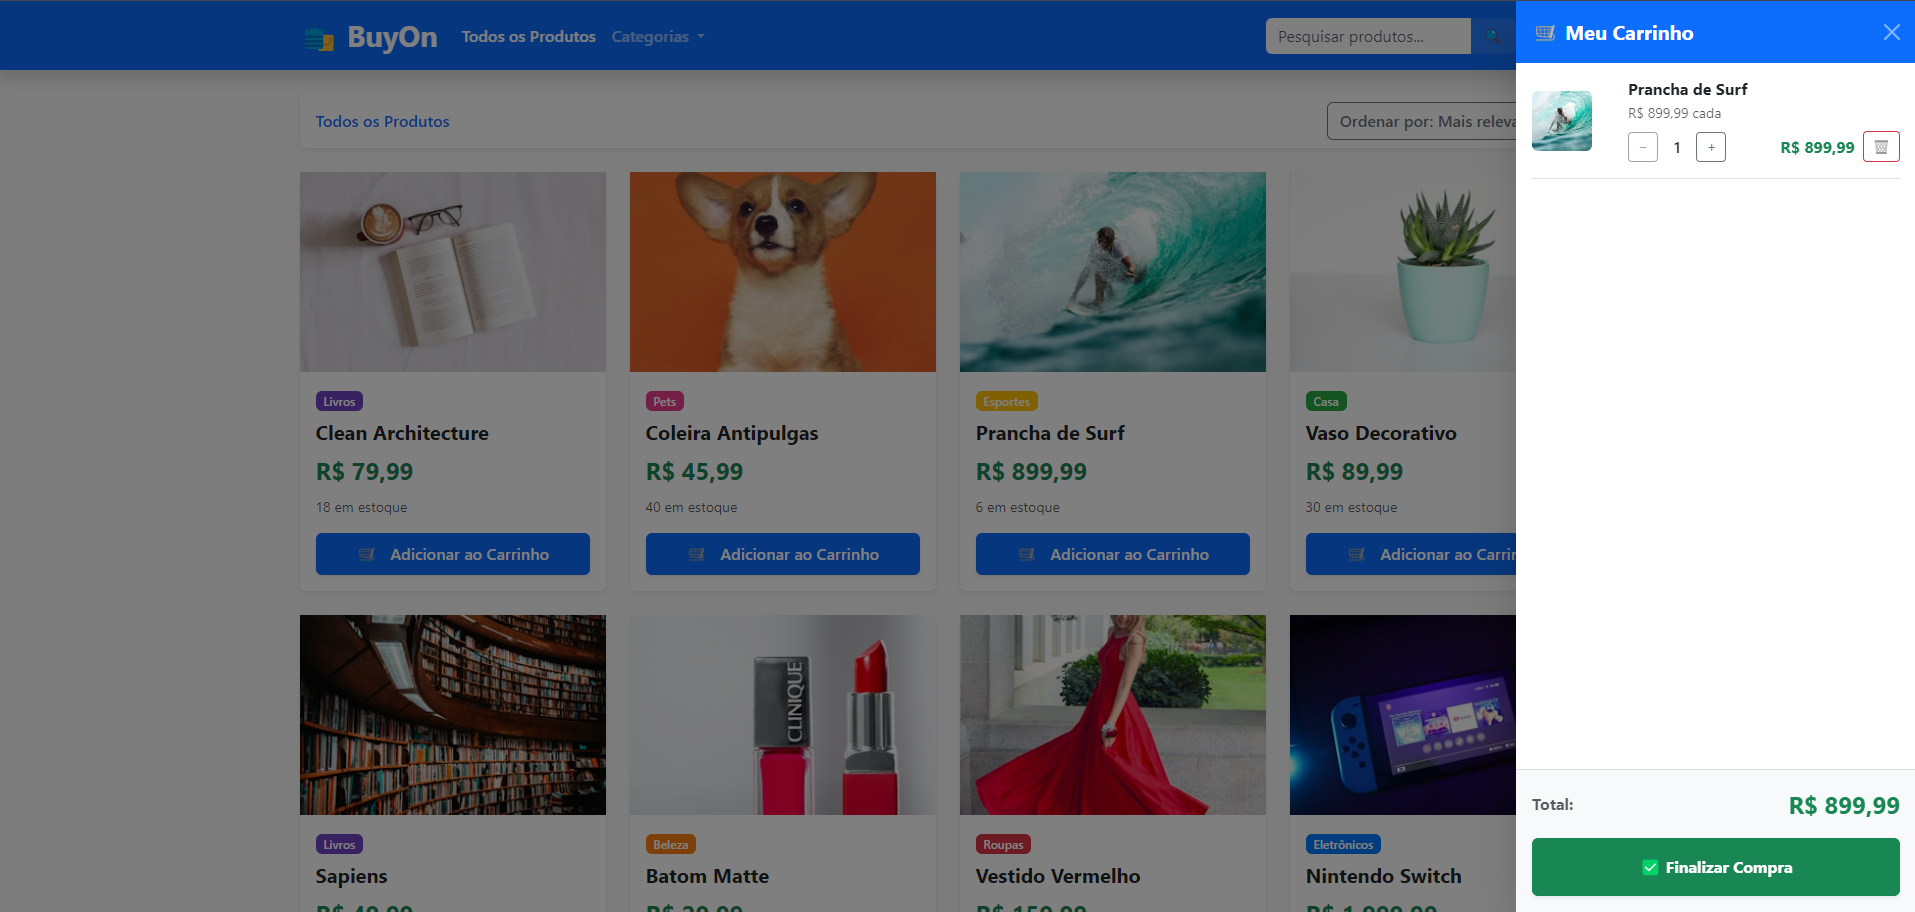 BuyOn
Todos os Produtos
Categorias
Pesquisar produtos...
Meu Carrinho
Prancha de Surf
R$ 899,99 cada
− 1 +
R$ 899,99
Todos os Produtos
Ordenar por: Mais releva
Livros
Clean Architecture
R$ 79,99
18 em estoque
Adicionar ao Carrinho
Pets
Coleira Antipulgas
R$ 45,99
40 em estoque
Adicionar ao Carrinho
Esportes
Prancha de Surf
R$ 899,99
6 em estoque
Adicionar ao Carrinho
Casa
Vaso Decorativo
R$ 89,99
30 em estoque
Adicionar ao Carrin
Livros
Sapiens
CLINIQUE
Beleza
Batom Matte
Roupas
Vestido Vermelho
Eletrônicos
Nintendo Switch
Total:
R$ 899,99
Finalizar Compra